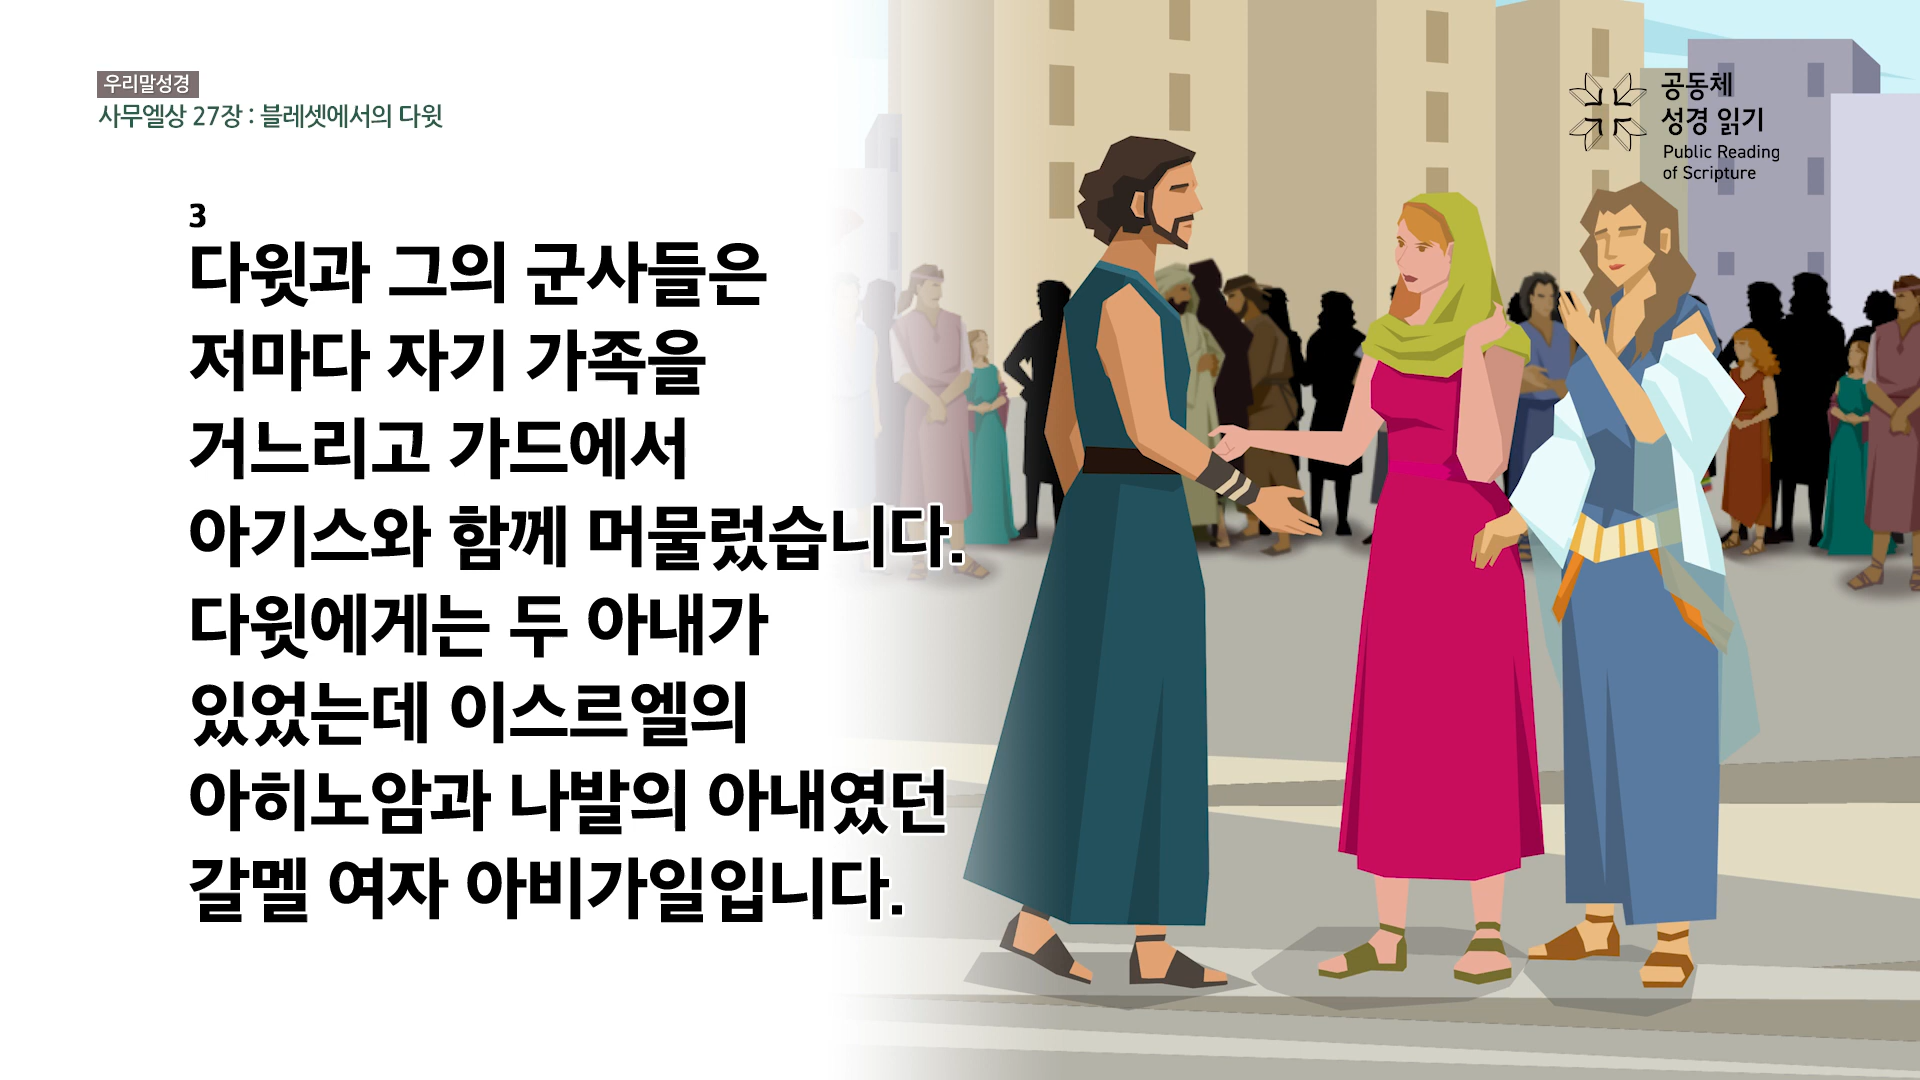 우리말성경
사무엘상 27장 : 블레셋에서의 다윗
공동체
성경 읽기
Public Reading
of Scripture
3
다윗과 그의 군사들은
저마다 자기 가족을
거느리고 가드에서
아기스와 함께 머물렀습니다.
다윗에게는 두 아내가
있었는데 이스르엘의
아히노암과 나발의 아내였던
갈멜 여자 아비가일입니다.